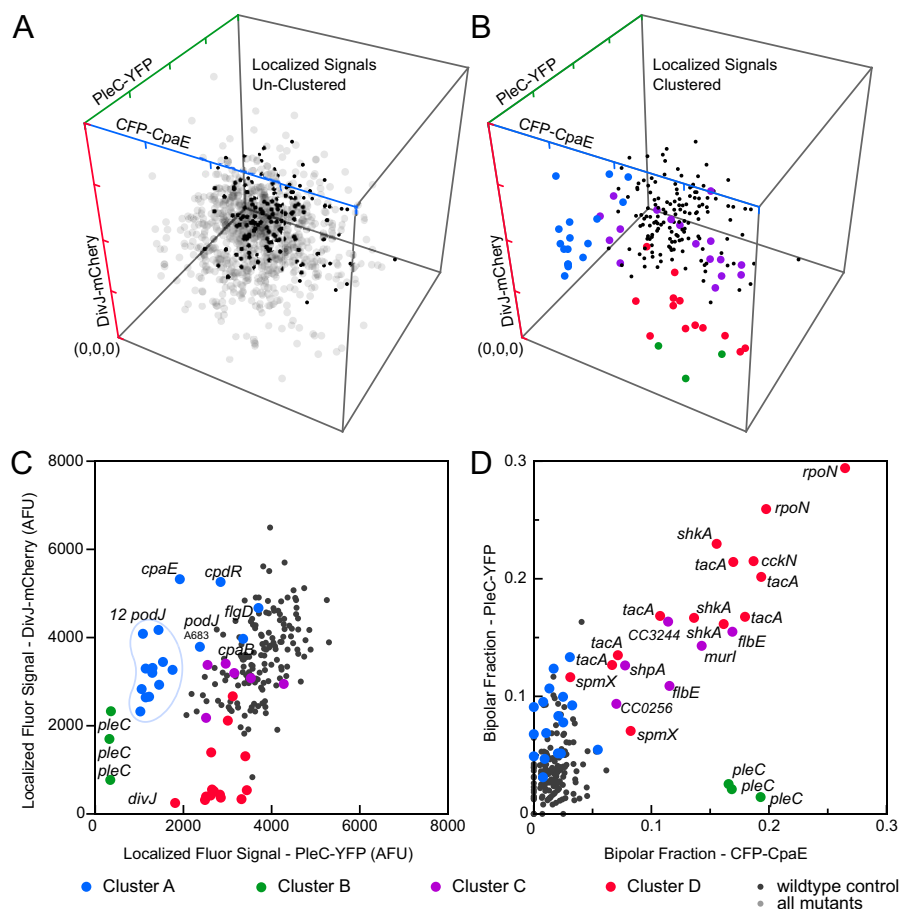 A
PleC-YFP
CFP-CpaE
DivJ-mChery
(0,0,0)
Localized Signals
Un-Clustered
B
PleC-YFP
CFP-CpaE
DivJ-mChery
(0,0,0)
Localized Signals
Clustered
C
8000
6000
4000
2000
0
0
2000
4000
6000
8000
Localized Fluor Signal - DivJ-mCherry (AFU)
Localized Fluor Signal - PleC-YFP (AFU)
cpaE
cpdR
12 podJ
podJ
A683
flgD
cpaB
pleC
pleC
pleC
divJ
D
0.3
0.2
0.1
0
0
0.1
0.2
0.3
Bipolar Fraction - PleC-YFP
Bipolar Fraction - CFP-CpaE
rpoN
rpoN
shkA
tacA
cckN
tacA
tacA
shkA
tacA
CC3244
shkA
flbE
murI
tacA
tacA
shpA
spmX
flbE
CC0256
spmX
pleC
pleC
pleC
Cluster A
Cluster B
Cluster C
Cluster D
wildtype control
all mutants